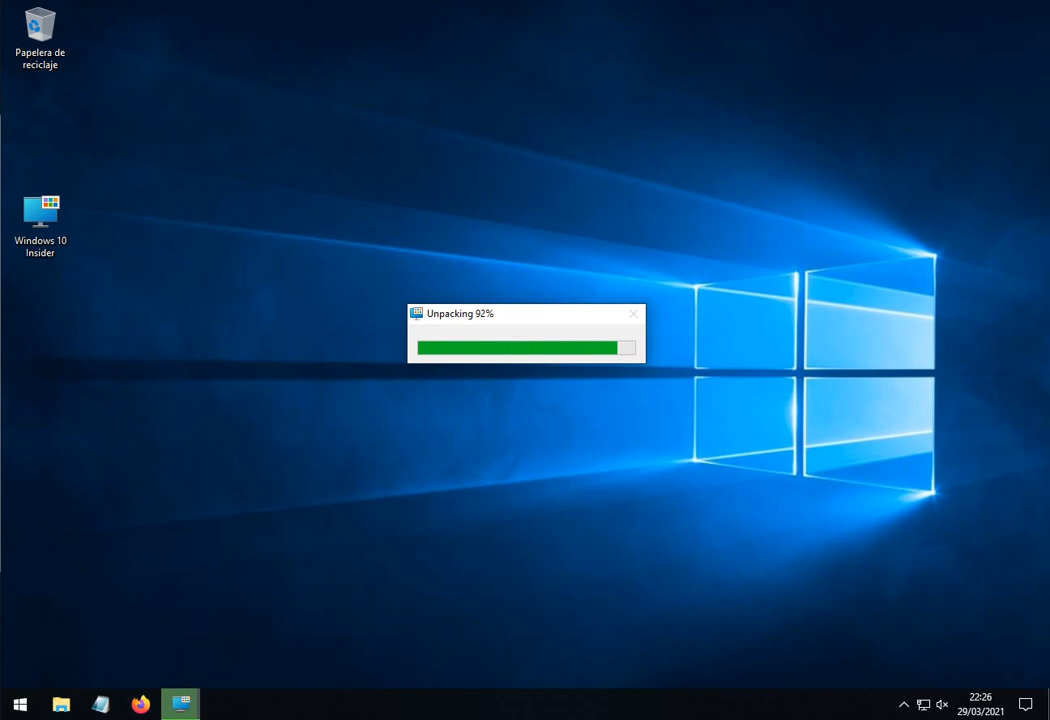 Papelera de
reciclaje
Windows 10
Insider
Unpacking 92%
22:26
29/03/2021